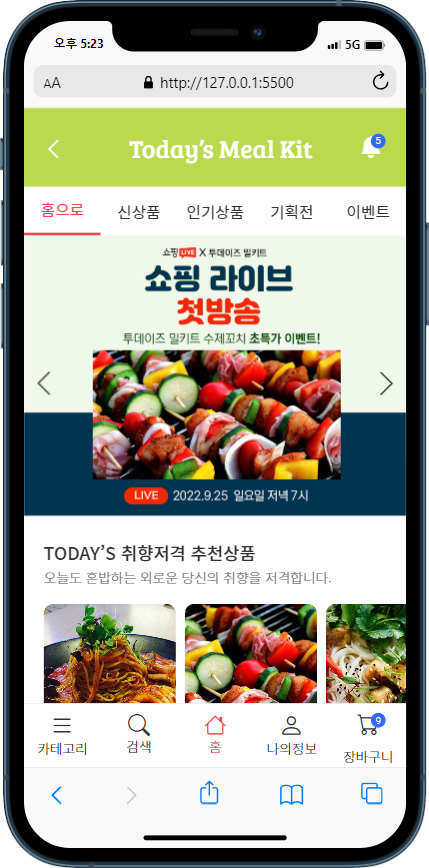 오후 5:23
5G
AA
http://127.0.0.1:5500
Today's Meal Kit
5
홈으로 신상품 인기상품 기획전 이벤트
쇼핑 LIVE X 투데이즈 밀키트
쇼핑 라이브
첫방송
투데이즈 밀키트 수제꼬치 초특가 이벤트!
LIVE 2022.9.25 일요일 저녁 7시
TODAY'S 취향저격 추천상품
오늘도 혼밥하는 외로운 당신의 취향을 저격합니다.
9
카테고리 검색 홈 나의정보 장바구니